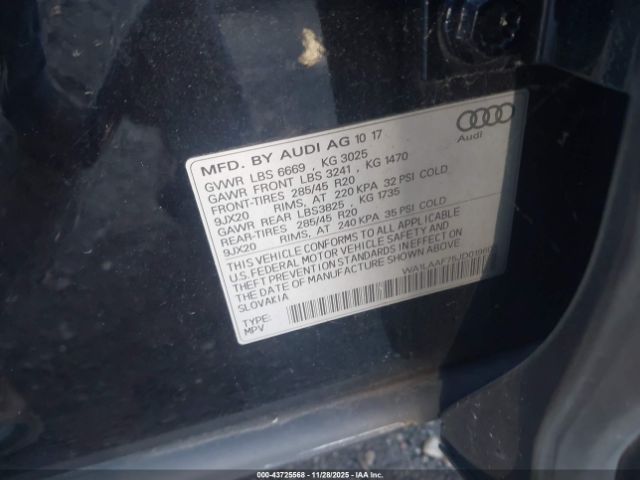 Audi
MFD. BY AUDI AG 10 17
GVWR LBS 6669 , KG 3025
GAWR FRONT LBS 3241 , KG 1470
FRONT-TIRES 285/45 R20
9JX20 RIMS, AT 220 KPA 32 PSI COLD
GAWR REAR LBS3825 , KG 1735
REAR-TIRES 285/45 R20
9JX20 RIMS, AT 240 KPA 35 PSI COLD
THIS VEHICLE CONFORMS TO ALL APPLICABLE
U.S. FEDERAL MOTOR VEHICLE SAFETY AND
THEFT PREVENTION STANDARDS IN EFFECT ON
THE DATE OF MANUFACTURE SHOWN ABOVE.
SLOVAKIA
TYPE:
MPV
© IAA Holdings, LLC
000-43725568 | 11/28/2025 |